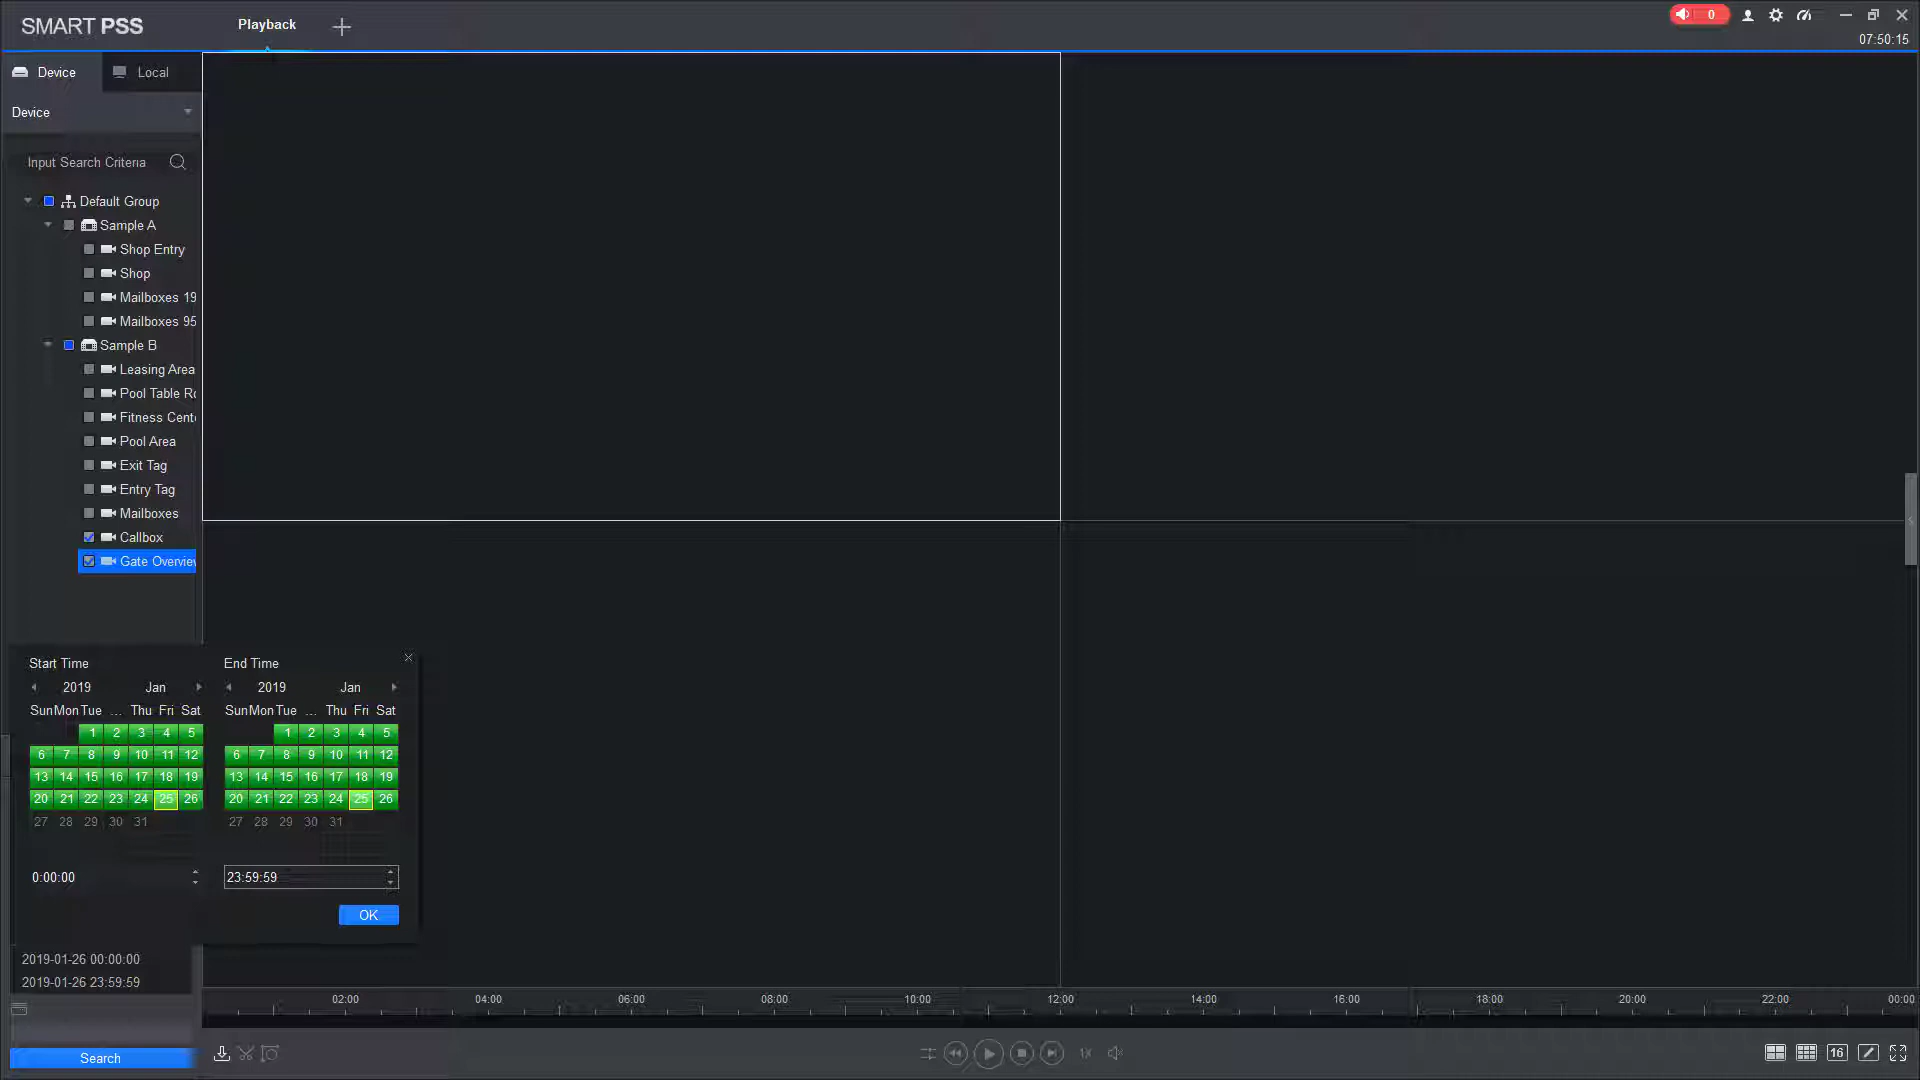 SMART PSS
Playback
0
07:50:15
Device
Local
Device
Input Search Criteria
Default Group
Sample A
Shop Entry
Shop
Mailboxes 19
Mailboxes 95
Sample B
Leasing Area
Pool Table Ro
Fitness Cent
Pool Area
Exit Tag
Entry Tag
Mailboxes
Callbox
Gate Overvie
Start Time
2019 Jan
Sun Mon Tue ... Thu Fri Sat
1 2 3 4 5
6 7 8 9 10 11 12
13 14 15 16 17 18 19
20 21 22 23 24 25 26
27 28 29 30 31
0:00:00
End Time
2019 Jan
Sun Mon Tue ... Thu Fri Sat
1 2 3 4 5
6 7 8 9 10 11 12
13 14 15 16 17 18 19
20 21 22 23 24 25 26
27 28 29 30 31
23:59:59
OK
2019-01-26 00:00:00
2019-01-26 23:59:59
02:00 04:00 06:00 08:00 10:00 12:00 14:00 16:00 18:00 20:00 22:00 00:00
Search
1X
16